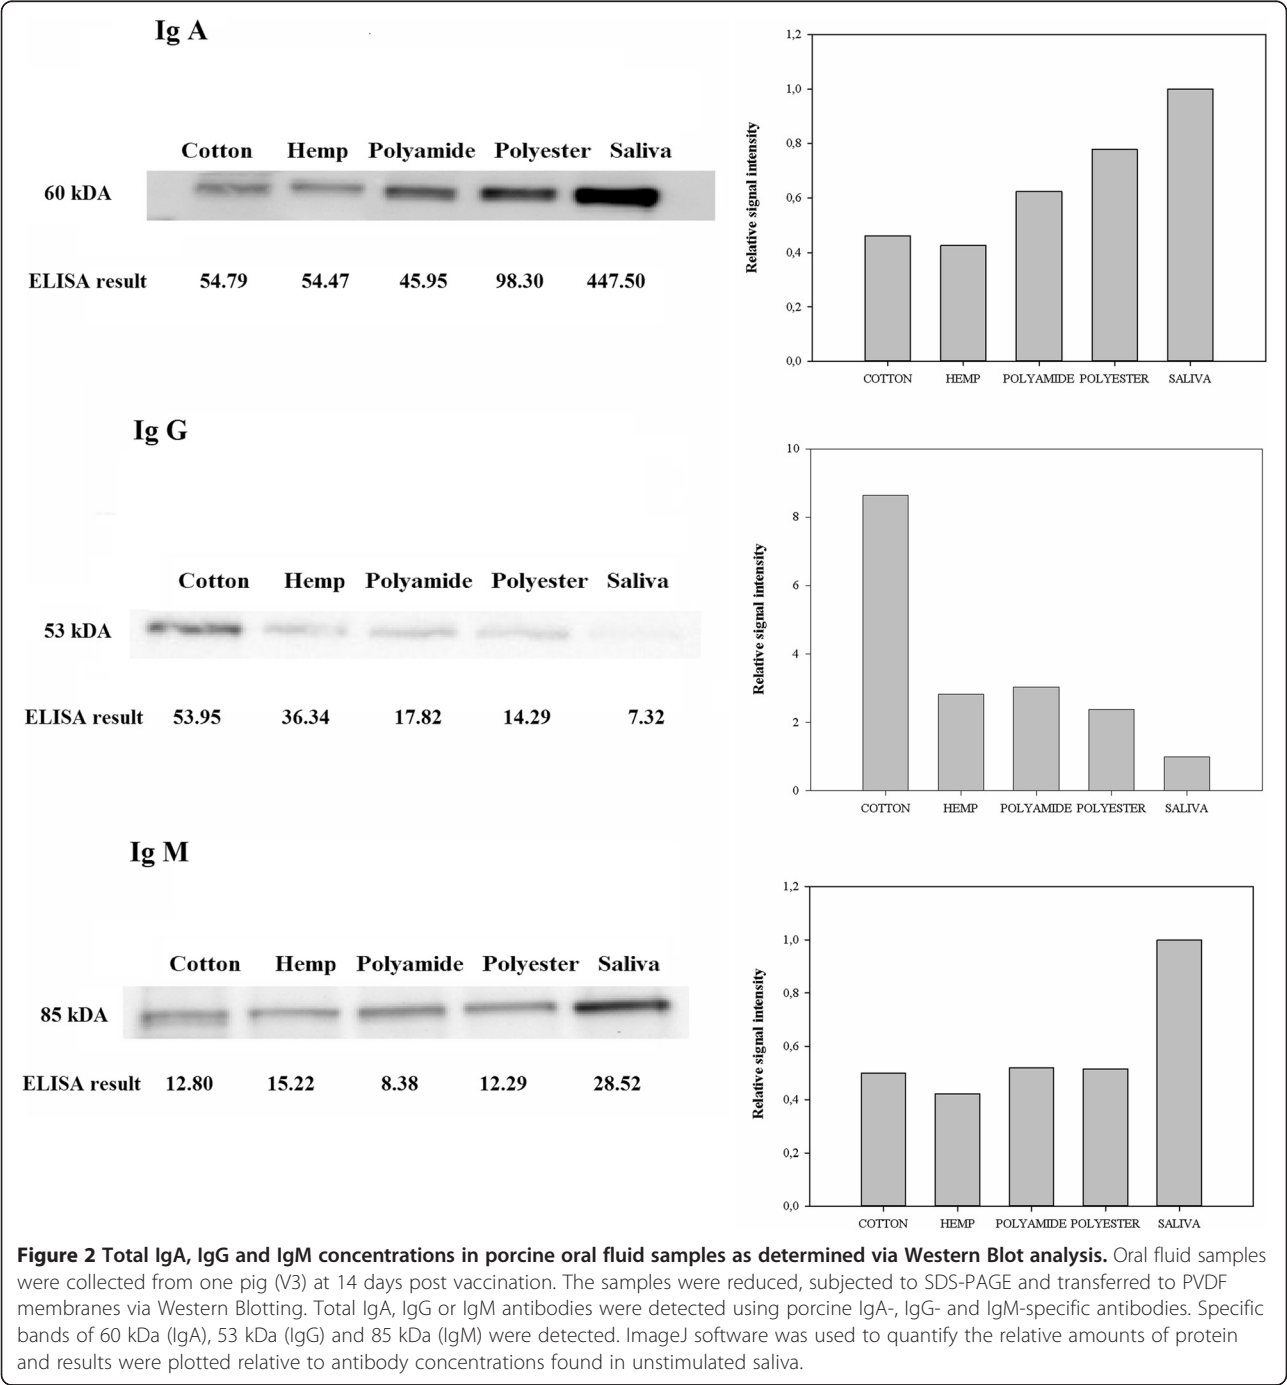 Ig A
Cotton Hemp Polyamide Polyester Saliva
60 kDA
ELISA result 54.79 54.47 45.95 98.30 447.50
1,2
1,0
0,8
0,6
0,4
0,2
0,0
Relative signal intensity
COTTON HEMP POLYAMIDE POLYESTER SALIVA
Ig G
Cotton Hemp Polyamide Polyester Saliva
53 kDA
ELISA result 53.95 36.34 17.82 14.29 7.32
10
8
6
4
2
0
Relative signal intensity
COTTON HEMP POLYAMIDE POLYESTER SALIVA
Ig M
Cotton Hemp Polyamide Polyester Saliva
85 kDA
ELISA result 12.80 15.22 8.38 12.29 28.52
1,2
1,0
0,8
0,6
0,4
0,2
0,0
Relative signal intensity
COTTON HEMP POLYAMIDE POLYESTER SALIVA
Figure 2 Total IgA, IgG and IgM concentrations in porcine oral fluid samples as determined via Western Blot analysis. Oral fluid samples
were collected from one pig (V3) at 14 days post vaccination. The samples were reduced, subjected to SDS-PAGE and transferred to PVDF
membranes via Western Blotting. Total IgA, IgG or IgM antibodies were detected using porcine IgA-, IgG- and IgM-specific antibodies. Specific
bands of 60 kDa (IgA), 53 kDa (IgG) and 85 kDa (IgM) were detected. ImageJ software was used to quantify the relative amounts of protein
and results were plotted relative to antibody concentrations found in unstimulated saliva.